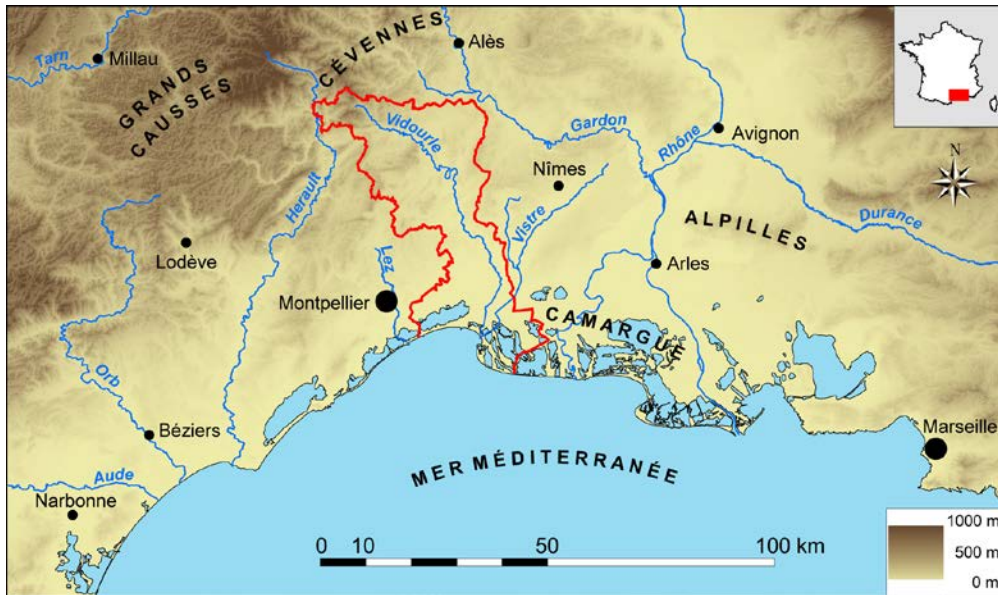 Tarn
Millau
GRANDS
CAUSSES
CÉVENNES
Alès
Vidourle
Gardon
Rhône
Avignon
N
Nîmes
Herault
Vistre
Durance
ALPILLES
Lodève
Lez
Arles
Montpellier
CAMARGUE
Orb
Béziers
Marseille
MER MÉDITERRANÉE
Aude
Narbonne
0 10 50 100 km
1000 m
500 m
0 m